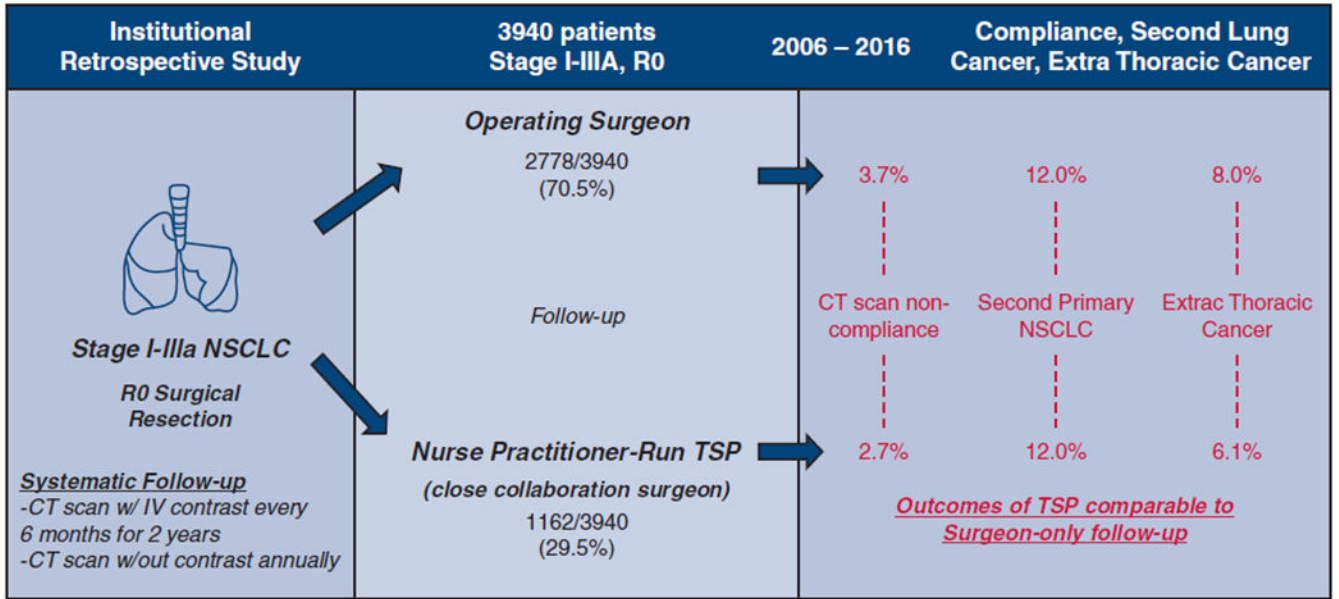 Institutional
Retrospective Study
3940 patients
Stage I-IIIA, R0
2006 – 2016
Compliance, Second Lung
Cancer, Extra Thoracic Cancer
Stage I-IIIa NSCLC
R0 Surgical
Resection
Systematic Follow-up
-CT scan w/ IV contrast every
6 months for 2 years
-CT scan w/out contrast annually
Operating Surgeon
2778/3940
(70.5%)
Follow-up
Nurse Practitioner-Run TSP
(close collaboration surgeon)
1162/3940
(29.5%)
3.7%
12.0%
8.0%
CT scan non-
compliance
Second Primary
NSCLC
Extrac Thoracic
Cancer
2.7%
12.0%
6.1%
Outcomes of TSP comparable to
Surgeon-only follow-up